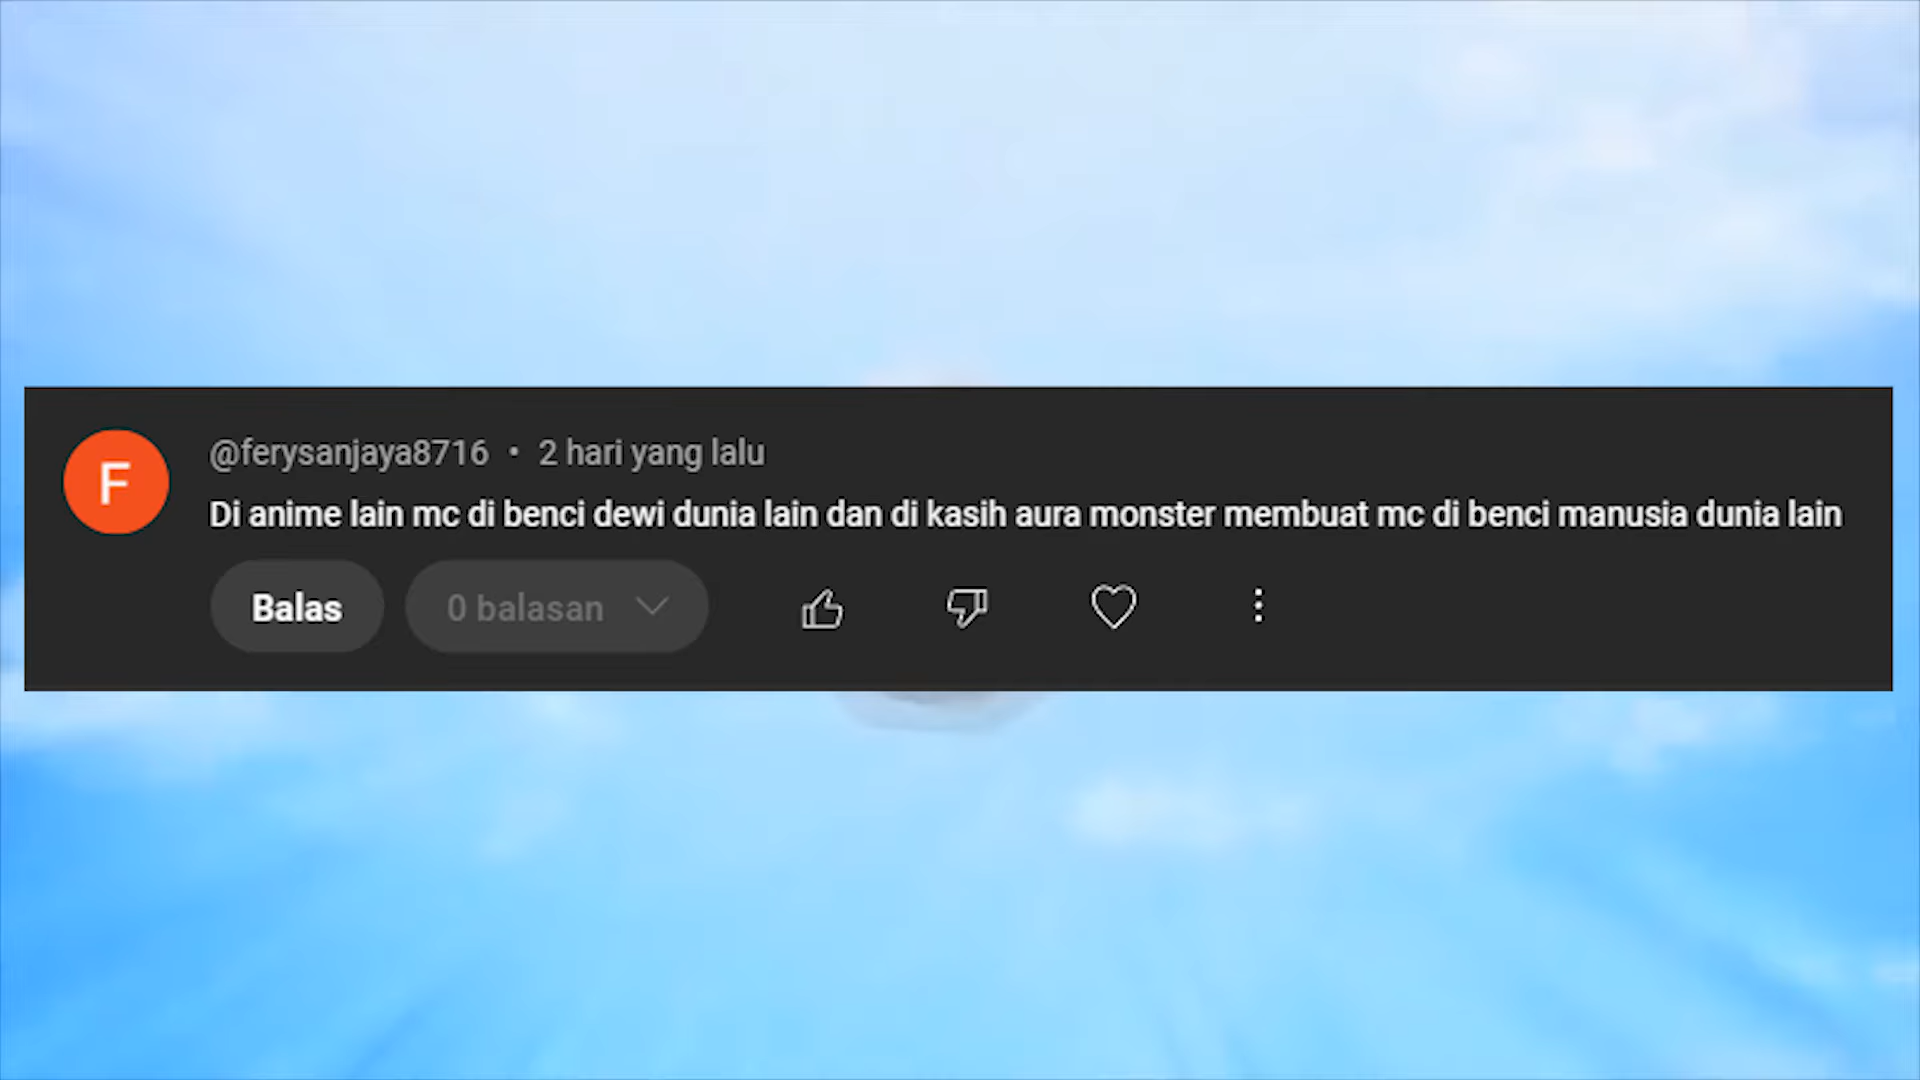 F
@ferysanjaya8716 • 2 hari yang lalu
Di anime lain mc di benci dewi dunia lain dan di kasih aura monster membuat mc di benci manusia dunia lain
Balas 0 balasan